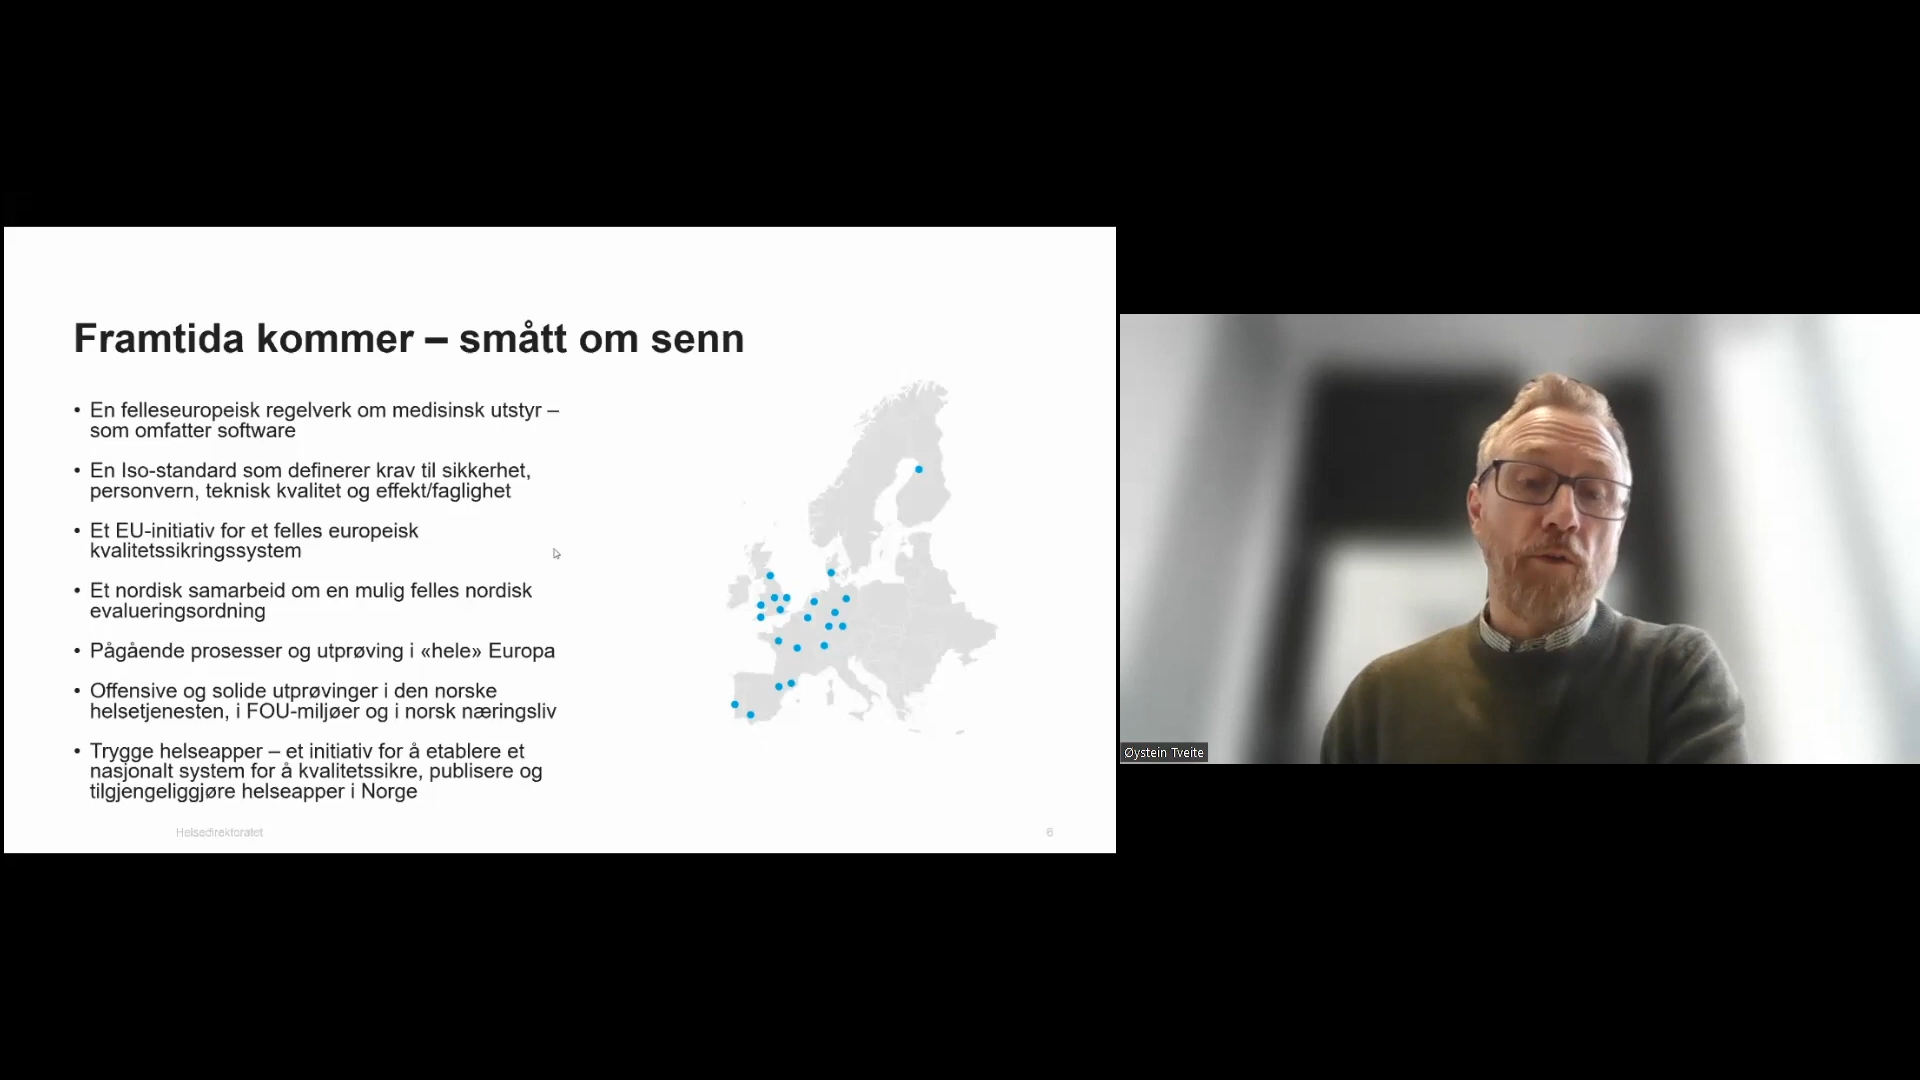 Framtida kommer – smått om senn
• En felleseuropeisk regelverk om medisinsk utstyr –
som omfatter software
• En Iso-standard som definerer krav til sikkerhet,
personvern, teknisk kvalitet og effekt/faglighet
• Et EU-initiativ for et felles europeisk
kvalitetssikringssystem
• Et nordisk samarbeid om en mulig felles nordisk
evalueringsordning
• Pågående prosesser og utprøving i «hele» Europa
• Offensive og solide utprøvinger i den norske
helsetjenesten, i FOU-miljøer og i norsk næringsliv
• Trygge helseapper – et initiativ for å etablere et
nasjonalt system for å kvalitetssikre, publisere og
tilgjengeliggjøre helseapper i Norge
Helsedirektoratet
6
Øystein Tveite